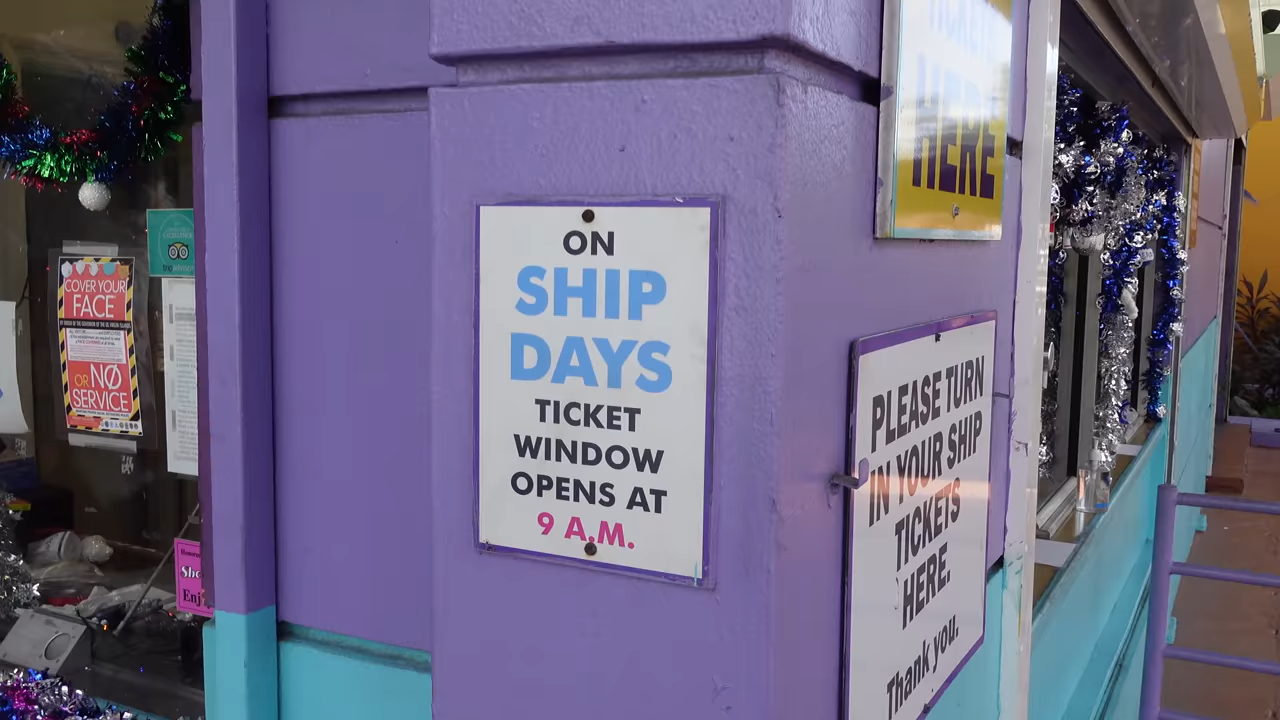 COVER YOUR
FACE
OR NO
SERVICE
ON
SHIP
DAYS
TICKET
WINDOW
OPENS AT
9 A.M.
HERE
PLEASE TURN
IN YOUR SHIP
TICKETS
HERE.
Thank you.